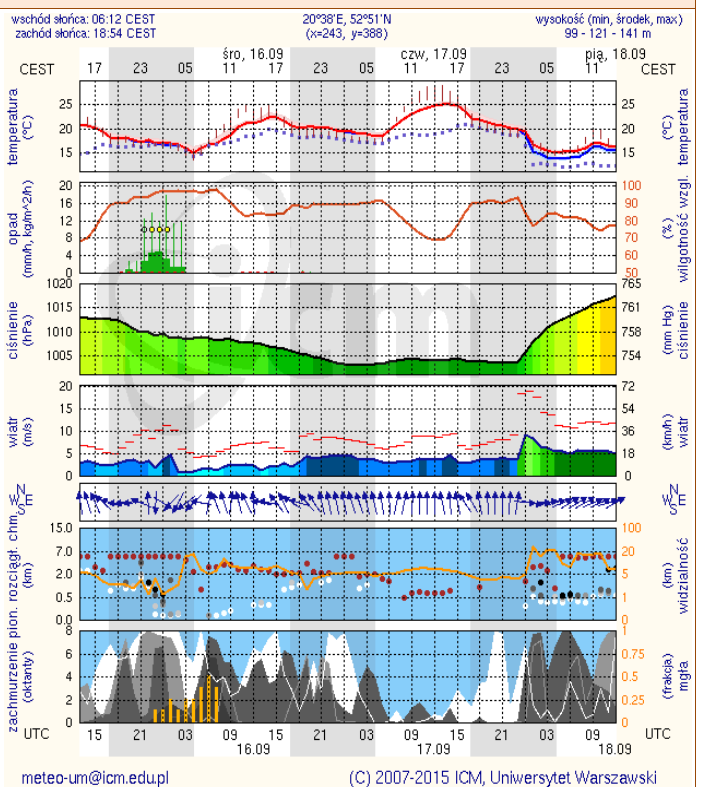 wschód słońca: 06:12 CEST 20°38'E, 52°51'N wysokość (min, środek, max)
zachód słońca: 18:54 CEST (x=243, y=388) 99 - 121 - 141 m
śro, 16.09 czw, 17.09 pią, 18.09
CEST 17 23 05 11 17 23 05 11 17 23 05 11 CEST
temperatura (°C)
25
20
15
25
20
15
(°C) temperatura
opad (mm/h, kg/m^2/h)
20
16
12
8
4
0
100
90
80
70
60
50
(%) wilgotność wzgl.
ciśnienie (hPa)
1020
1015
1010
1005
765
761
758
754
(mm Hg) ciśnienie
wiatr (m/s)
20
15
10
5
0
72
54
36
18
0
(km/h) wiatr
N
W E
S
N
W E
S
pion. rozciągł. chm. (km)
15.0
7.0
2.0
0.5
0.0
100
20
5
1
0
(km) widzialność
zachmurzenie (oktanty)
8
6
4
2
0
1
0.75
0.5
0.25
0
(frakcja) mgła
icm
UTC 15 21 03 09 15 21 03 09 15 21 03 09 UTC
16.09 17.09 18.09
meteo-um@icm.edu.pl (C) 2007-2015 ICM, Uniwersytet Warszawski